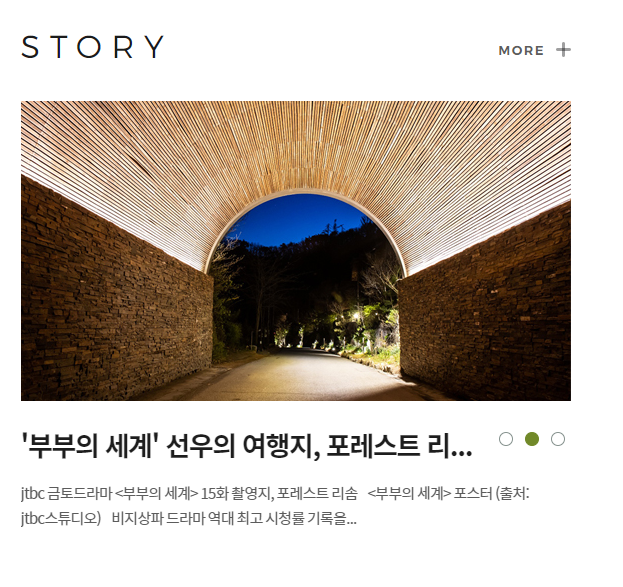 STORY
MORE +
'부부의 세계' 선우의 여행지, 포레스트 리...
jtbc 금토드라마 <부부의 세계> 15화 촬영지, 포레스트 리솜 <부부의 세계> 포스터 (출처:
jtbc스튜디오) 비지상파 드라마 역대 최고 시청률 기록을...